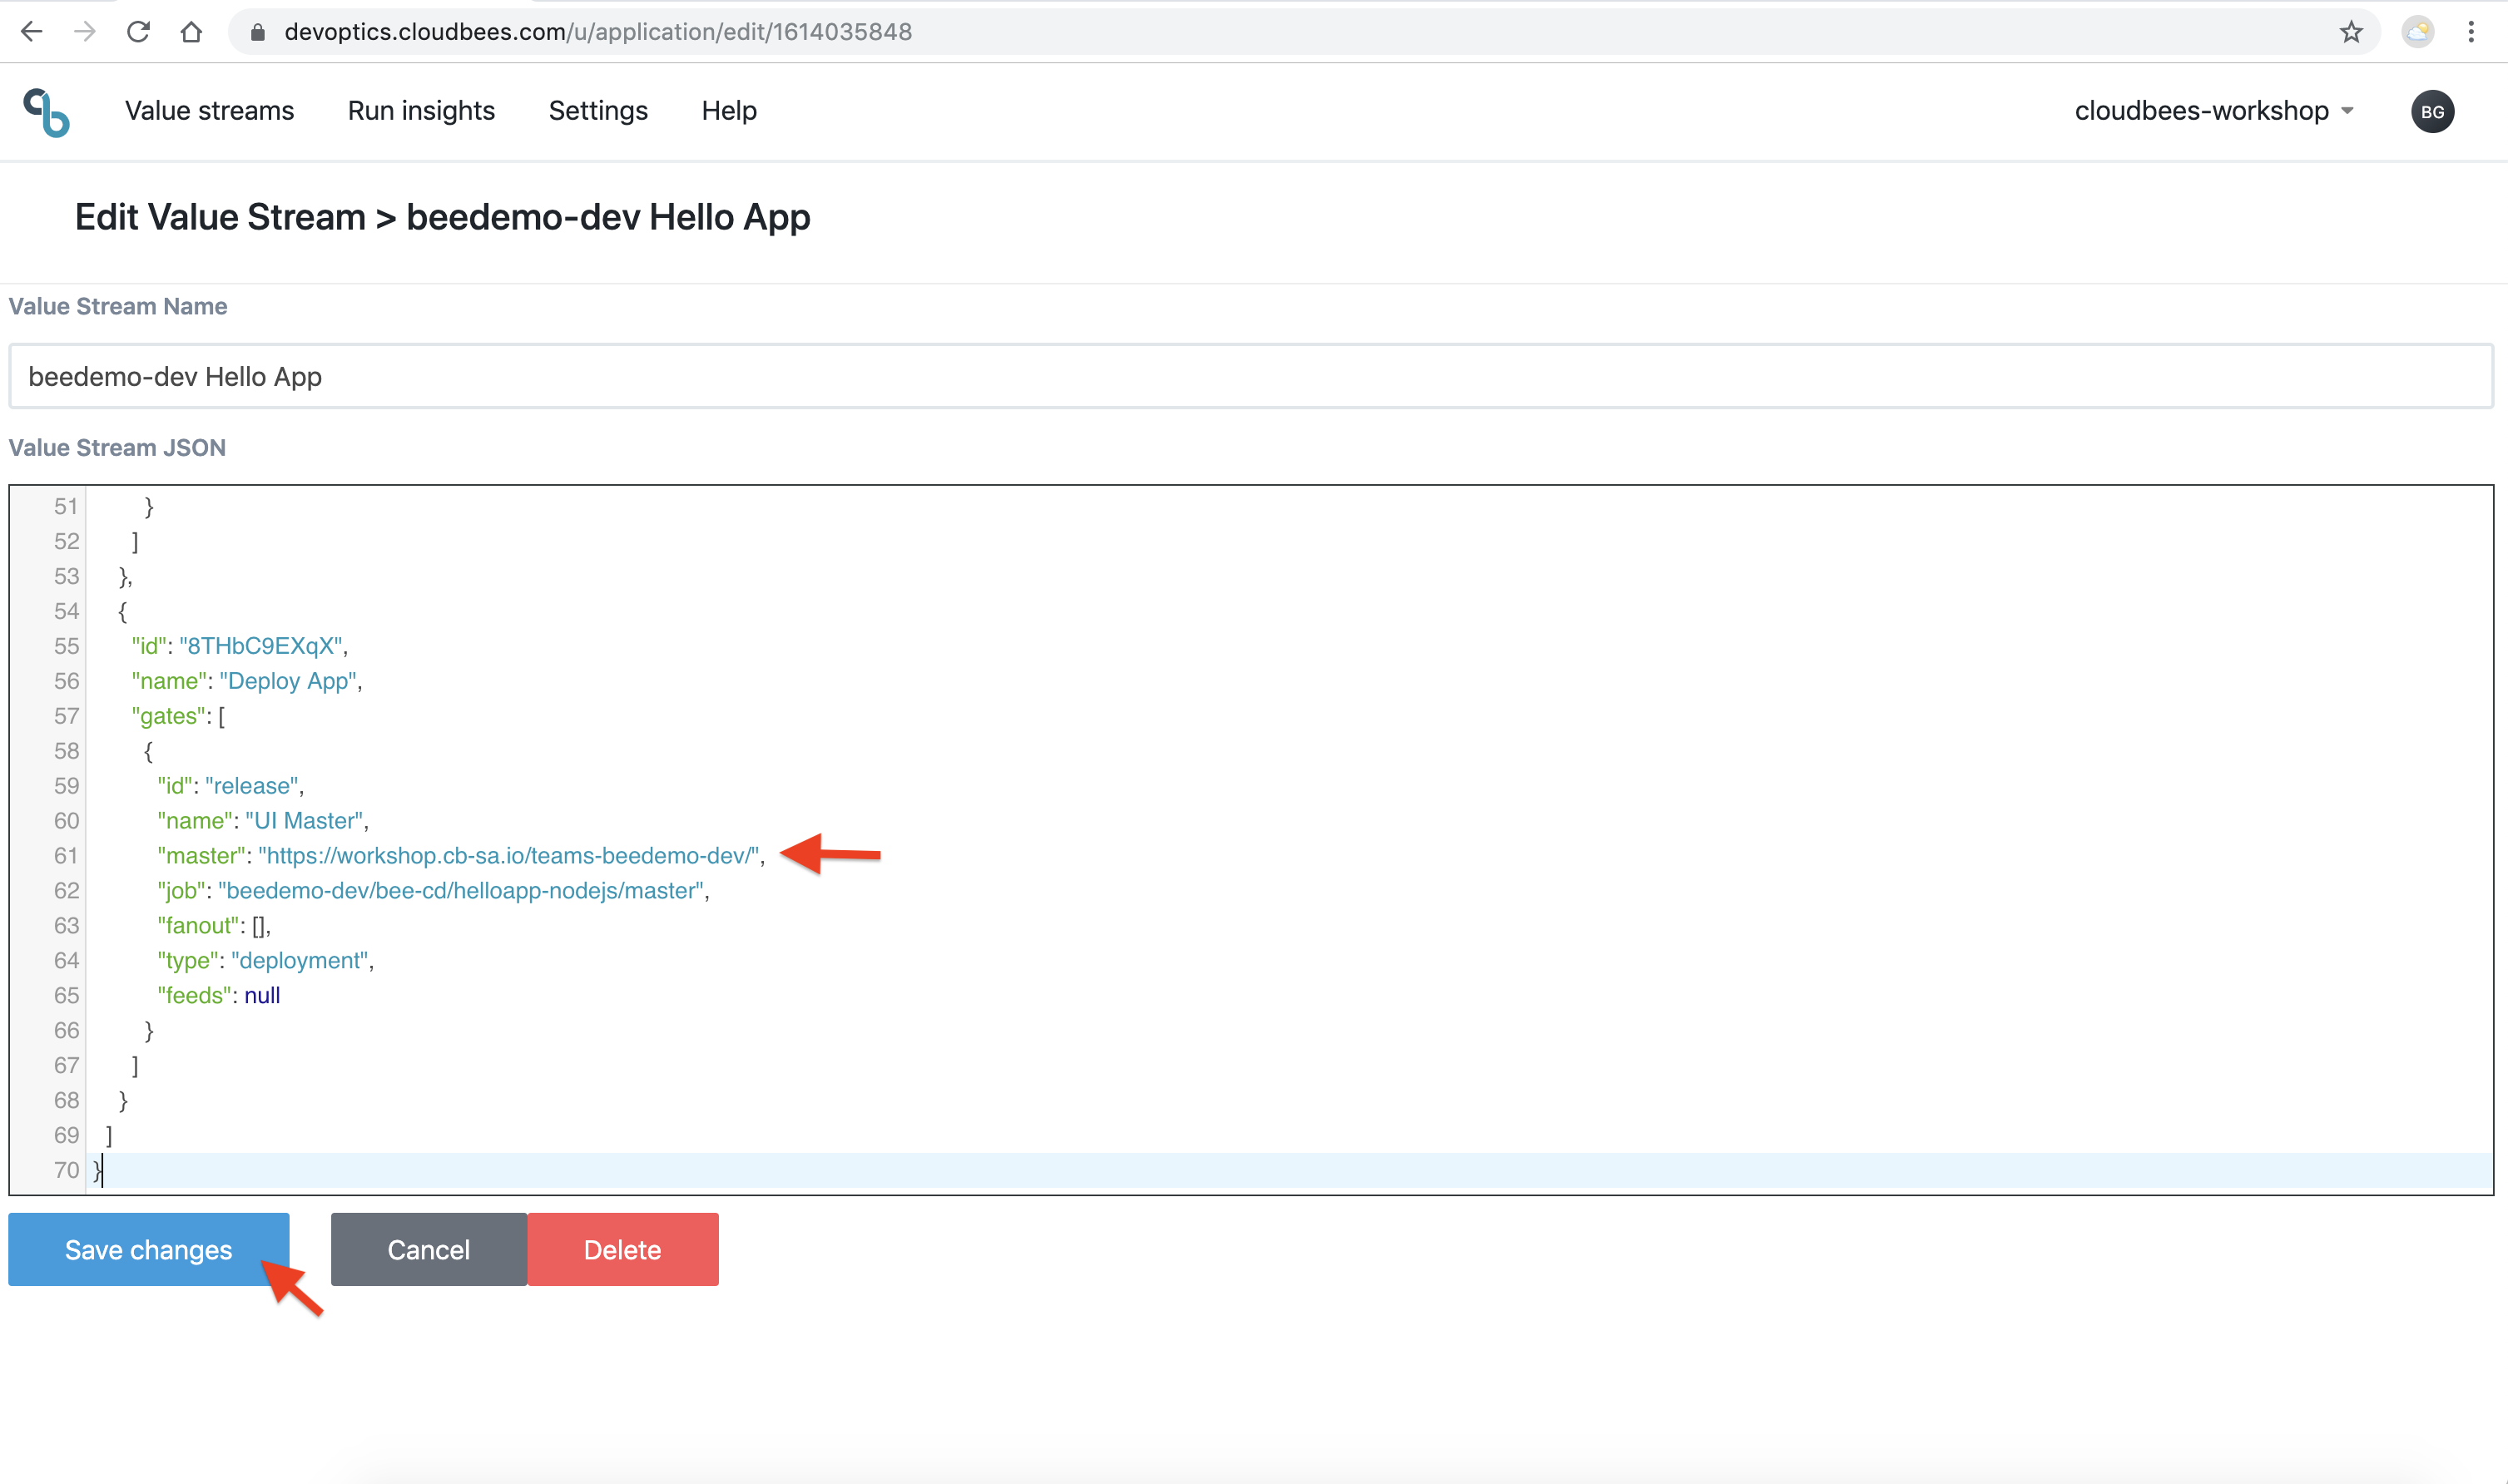 devoptics.cloudbees.com/u/application/edit/1614035848
Value streams Run insights Settings Help cloudbees-workshop BG
Edit Value Stream > beedemo-dev Hello App
Value Stream Name
beedemo-dev Hello App
Value Stream JSON
51 }
52 ]
53 },
54 {
55 "id": "8THbC9EXqX",
56 "name": "Deploy App",
57 "gates": [
58 {
59 "id": "release",
60 "name": "UI Master",
61 "master": "https://workshop.cb-sa.io/teams-beedemo-dev/",
62 "job": "beedemo-dev/bee-cd/helloapp-nodejs/master",
63 "fanout": [],
64 "type": "deployment",
65 "feeds": null
66 }
67 ]
68 }
69 ]
70 }
Save changes Cancel Delete